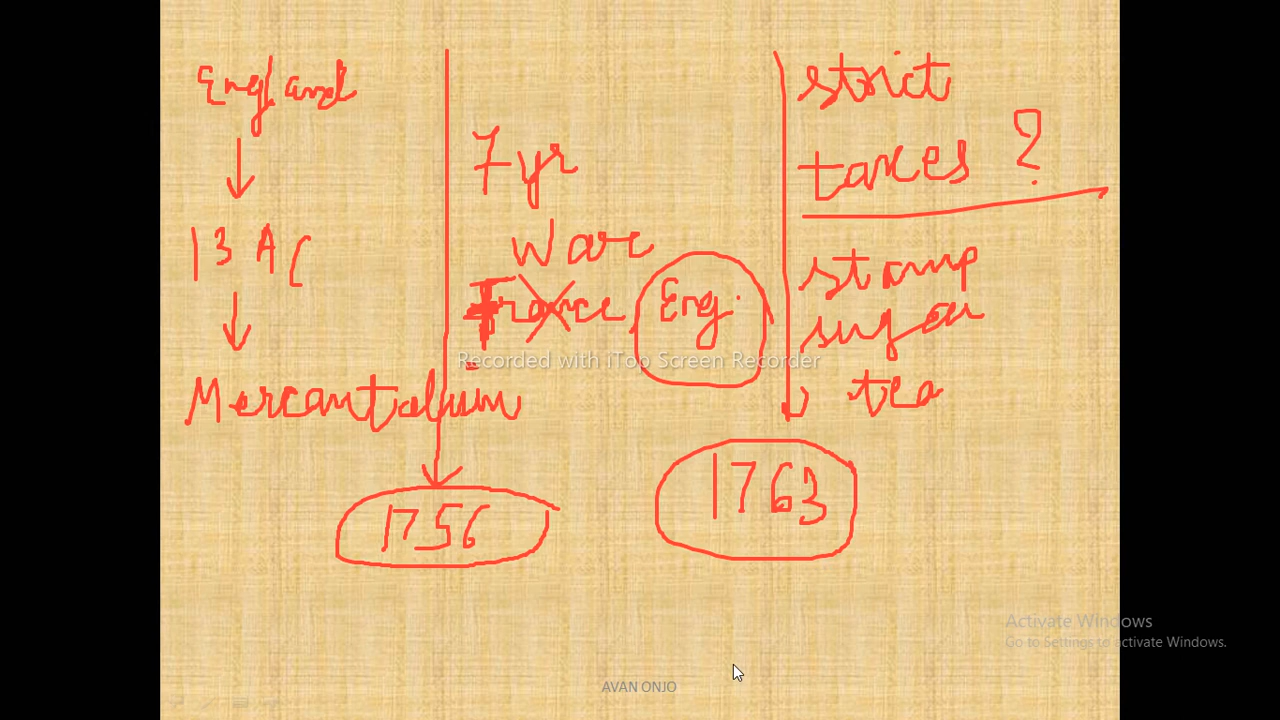 England
13 AC
Mercantalism
7 yr
War
France Eng.
1756
strict
taxes ?
stamp
sugar
tea
1763
Recorded with iTop Screen Recorder
Activate Windows
Go to Settings to activate Windows.
AVAN ONJO